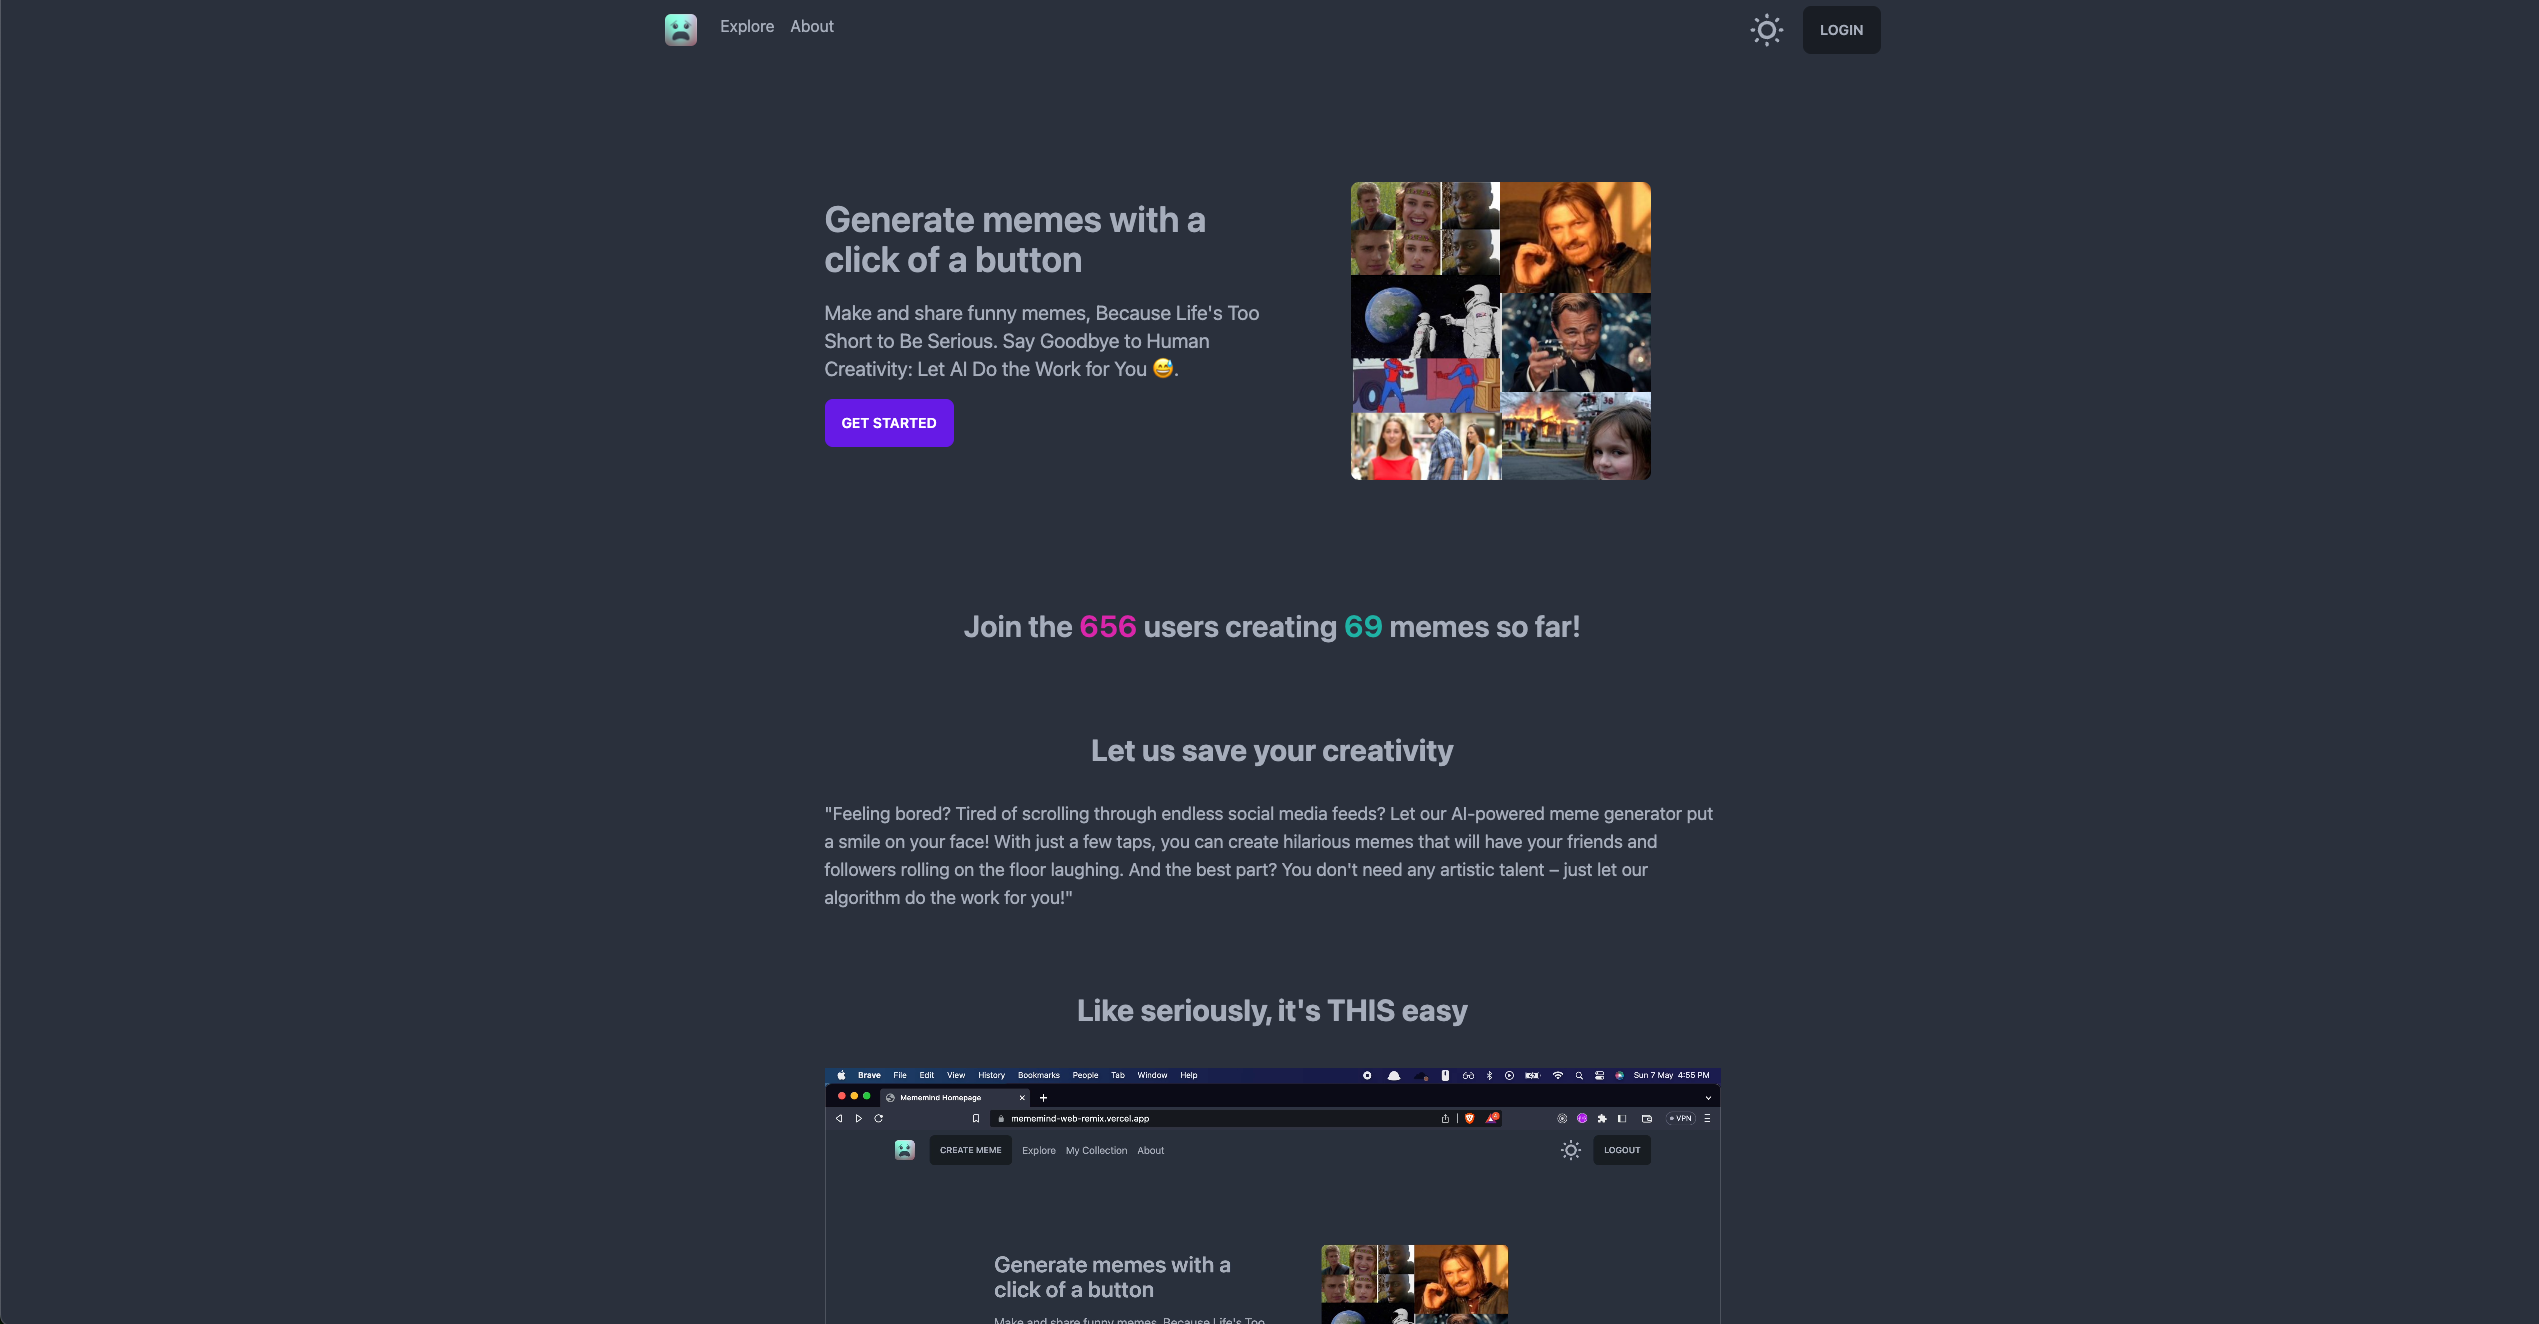 Explore About
LOGIN
Generate memes with a
click of a button
Make and share funny memes, Because Life's Too
Short to Be Serious. Say Goodbye to Human
Creativity: Let AI Do the Work for You 😅.
GET STARTED
Join the 656 users creating 69 memes so far!
Let us save your creativity
"Feeling bored? Tired of scrolling through endless social media feeds? Let our AI-powered meme generator put
a smile on your face! With just a few taps, you can create hilarious memes that will have your friends and
followers rolling on the floor laughing. And the best part? You don't need any artistic talent – just let our
algorithm do the work for you!"
Like seriously, it's THIS easy
Brave File Edit View History Bookmarks People Tab Window Help Sun 7 May 4:55 PM
Mememind Homepage
mememind-web-remix.vercel.app VPN
CREATE MEME Explore My Collection About LOGOUT
Generate memes with a
click of a button
Make and share funny memes, Because Life's Too